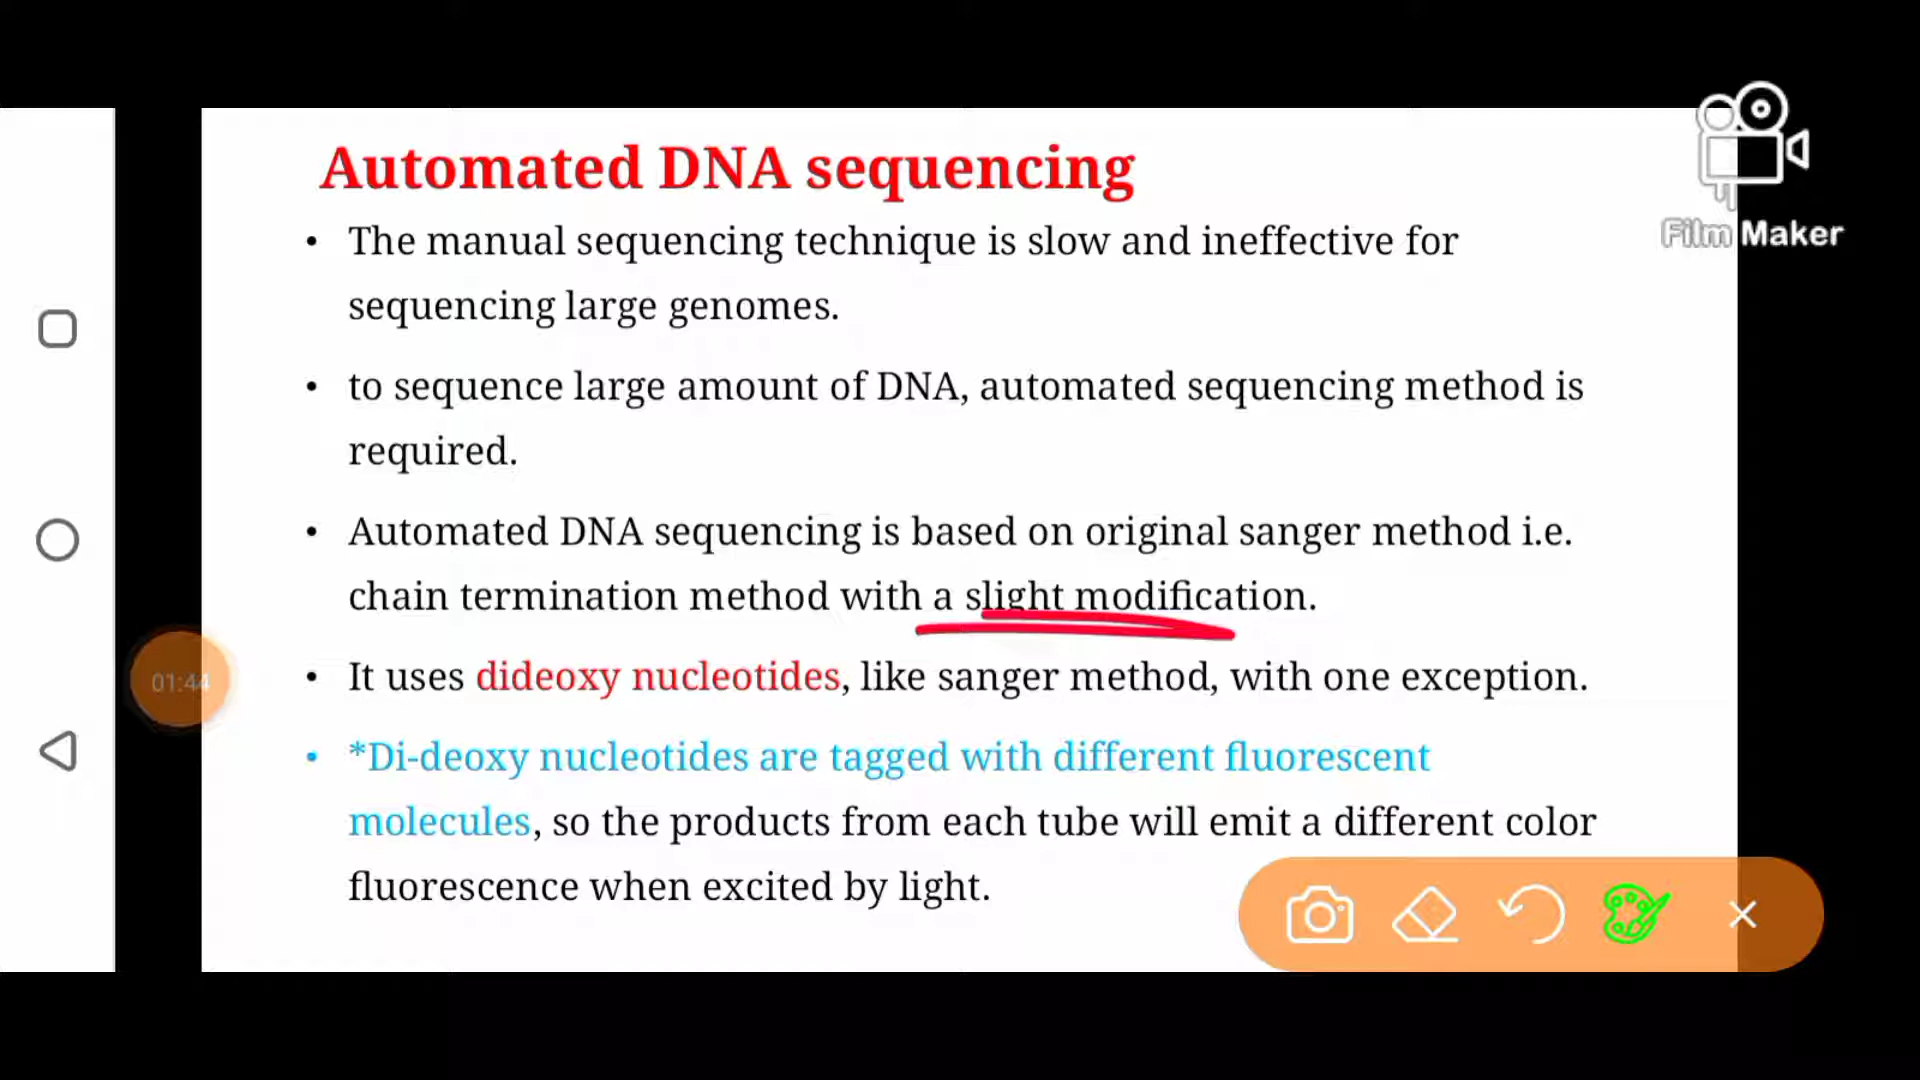 Automated DNA sequencing
Film Maker
• The manual sequencing technique is slow and ineffective for
sequencing large genomes.
• to sequence large amount of DNA, automated sequencing method is
required.
• Automated DNA sequencing is based on original sanger method i.e.
chain termination method with a slight modification.
• It uses dideoxy nucleotides, like sanger method, with one exception.
01:44
• *Di-deoxy nucleotides are tagged with different fluorescent
molecules, so the products from each tube will emit a different color
fluorescence when excited by light.